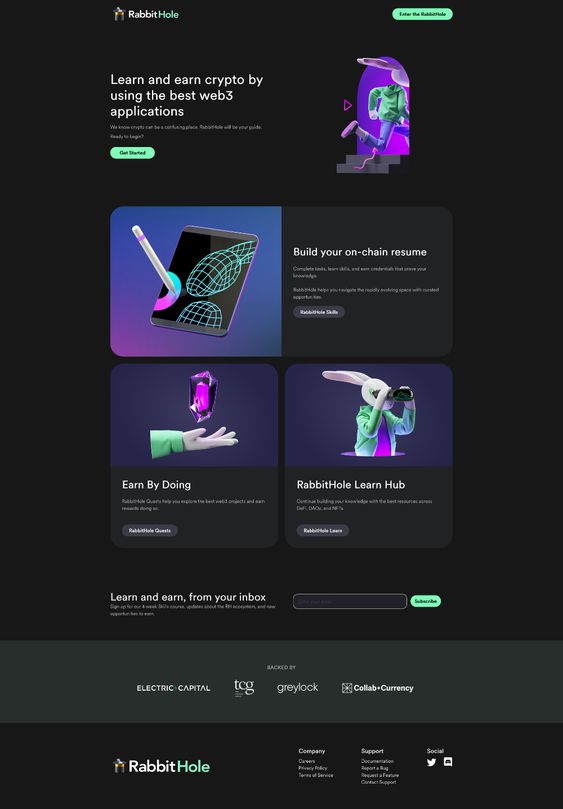 RabbitHole
Enter the RabbitHole
Learn and earn crypto by
using the best web3
applications
We know crypto can be a confusing place. RabbitHole will be your guide.
Ready to begin?
Get Started
Build your on-chain resume
Complete tasks, learn skills, and earn credentials that prove your
knowledge.
RabbitHole helps you navigate the rapidly evolving space with curated
opportunities.
RabbitHole Skills
Earn By Doing
RabbitHole Quests help you explore the best web3 projects and earn
rewards doing so.
RabbitHole Quests
RabbitHole Learn Hub
Continue building your knowledge with the best resources across
DeFi, DAOs, and NFTs.
RabbitHole Learn
Learn and earn, from your inbox
Sign up for our 4 week Skills course, updates about the RH ecosystem, and new
opportunities to earn.
Enter your email
Subscribe
BACKED BY
ELECTRIC CAPITAL
tcg
greylock
Collab+Currency
RabbitHole
Company
Careers
Privacy Policy
Terms of Service
Support
Documentation
Report a Bug
Request a Feature
Contact Support
Social